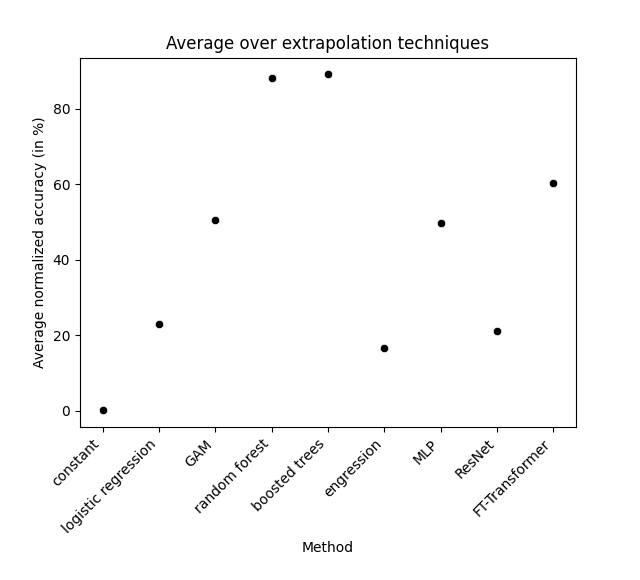 Average over extrapolation techniques
Average normalized accuracy (in %)
80
60
40
20
0
constant
logistic regression
GAM
random forest
boosted trees
engression
MLP
ResNet
FT-Transformer
Method